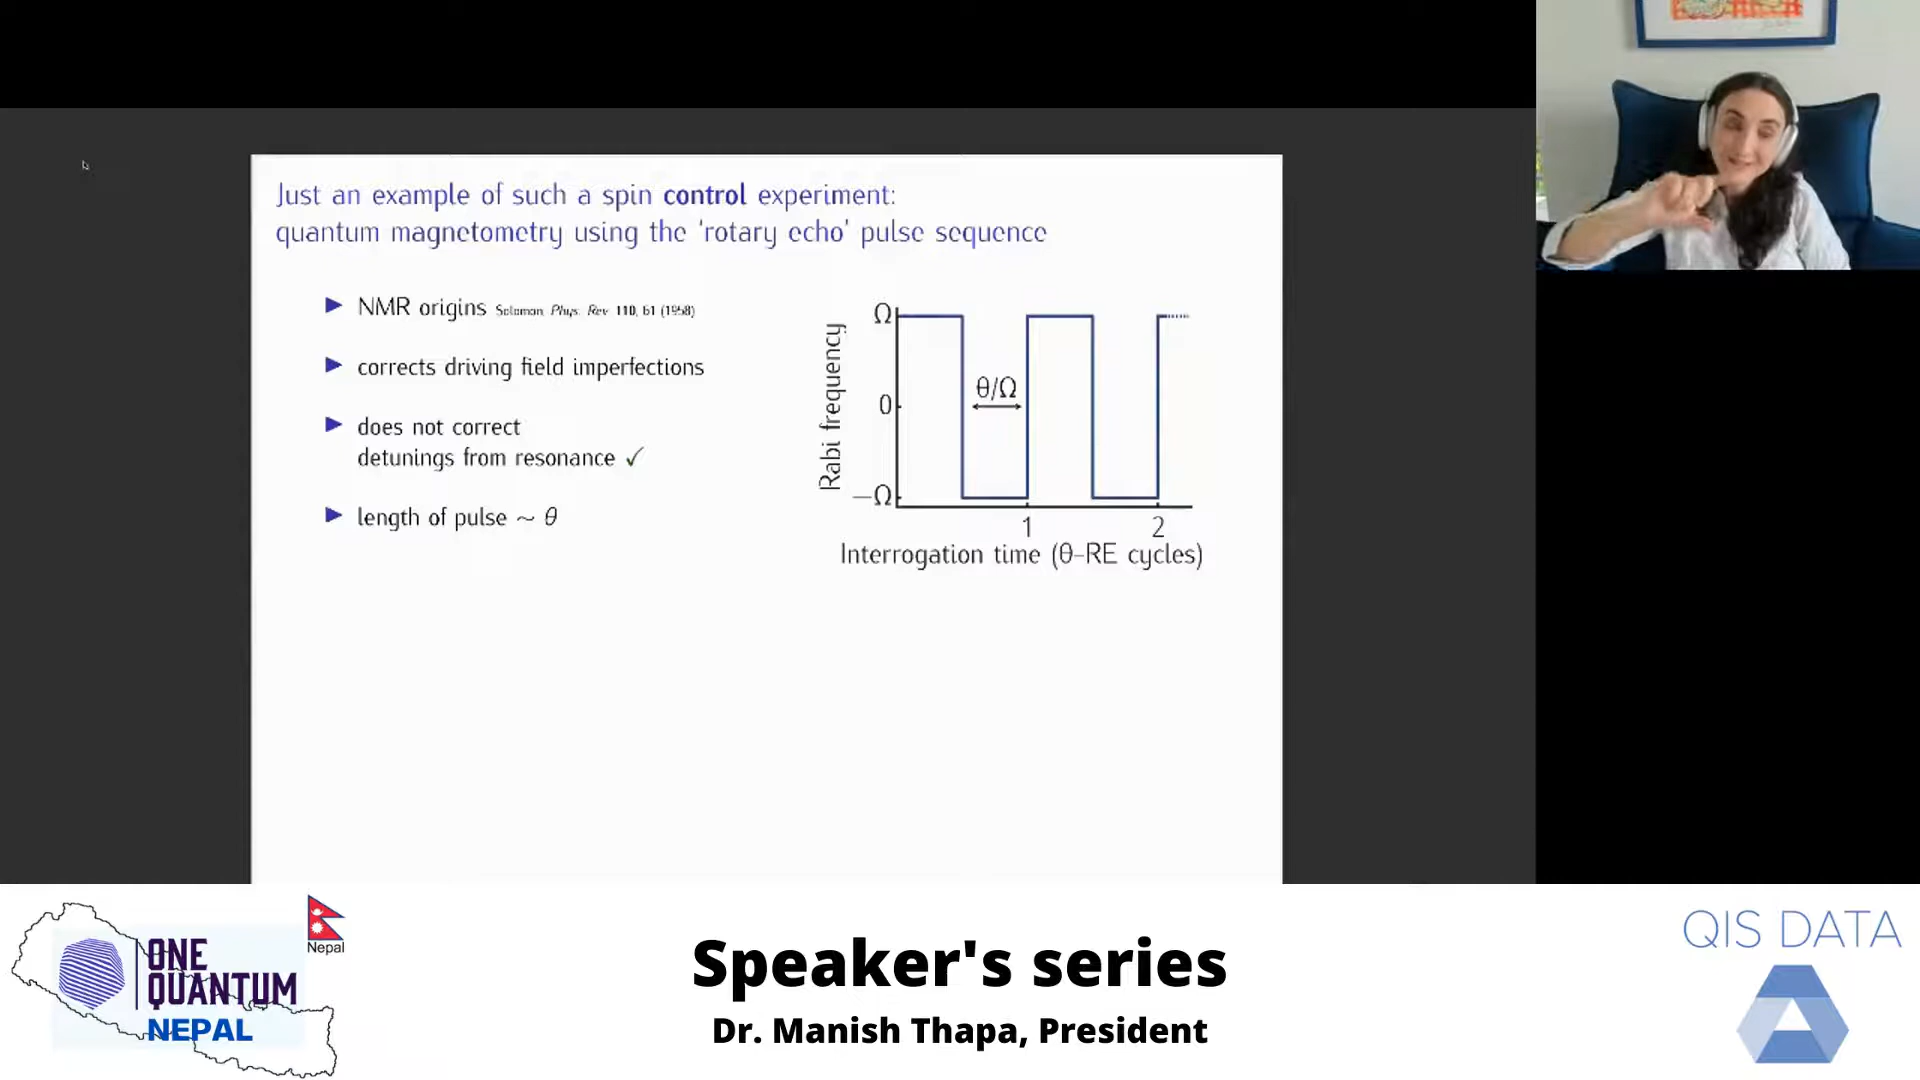 Just an example of such a spin control experiment:
quantum magnetometry using the 'rotary echo' pulse sequence
▶ NMR origins Solomon, Phys. Rev. 110, 61 (1958)
▶ corrects driving field imperfections
▶ does not correct
detunings from resonance ✓
▶ length of pulse ~ θ
Rabi frequency
Ω
0
−Ω
θ/Ω
1 2
Interrogation time (θ-RE cycles)
ONE
QUANTUM
NEPAL
Nepal
Speaker's series
Dr. Manish Thapa, President
QIS DATA